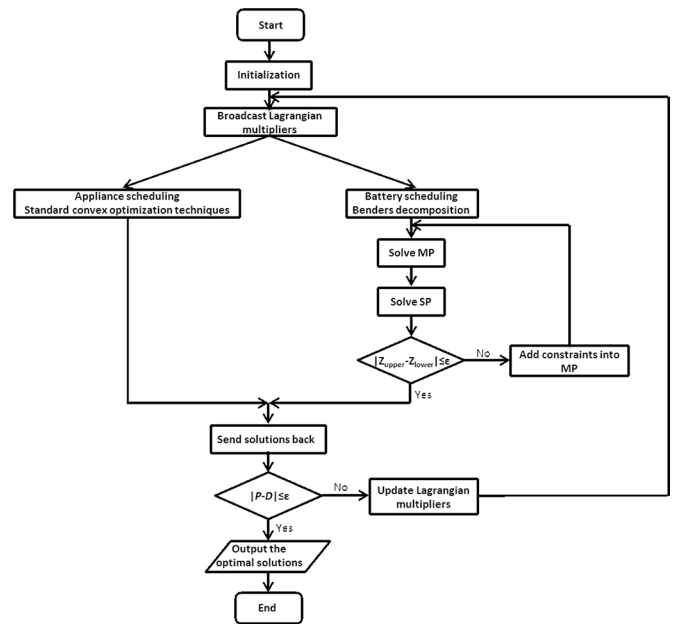 Start
Initialization
Broadcast Lagrangian
multipliers
Appliance scheduling
Standard convex optimization techniques
Battery scheduling
Benders decomposition
Solve MP
Solve SP
|Zupper-Zlower|≤ε
No
Add constraints into
MP
Yes
Send solutions back
|P-D|≤ε
No
Update Lagrangian
multipliers
Yes
Output the
optimal solutions
End